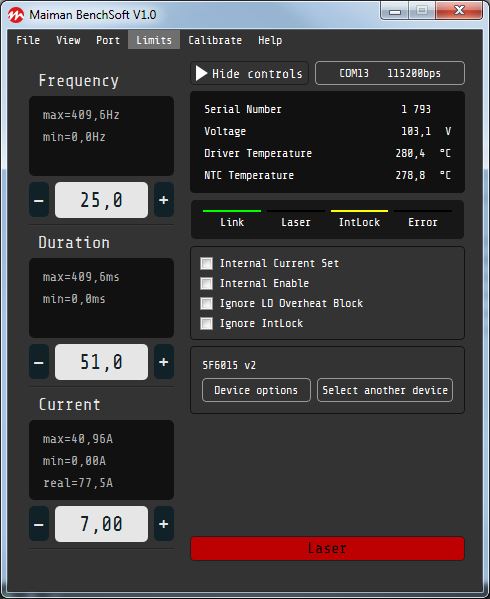 Maiman BenchSoft V1.0
File View Port Limits Calibrate Help
Frequency
max=409,6Hz
min=0,0Hz
− 25,0 +
Duration
max=409,6ms
min=0,0ms
− 51,0 +
Current
max=40,96A
min=0,00A
real=77,5A
− 7,00 +
Hide controls
COM13 115200bps
Serial Number 1 793
Voltage 103,1 V
Driver Temperature 280,4 °C
NTC Temperature 278,8 °C
Link Laser IntLock Error
Internal Current Set
Internal Enable
Ignore LD Overheat Block
Ignore IntLock
SF6015 v2
Device options Select another device
Laser